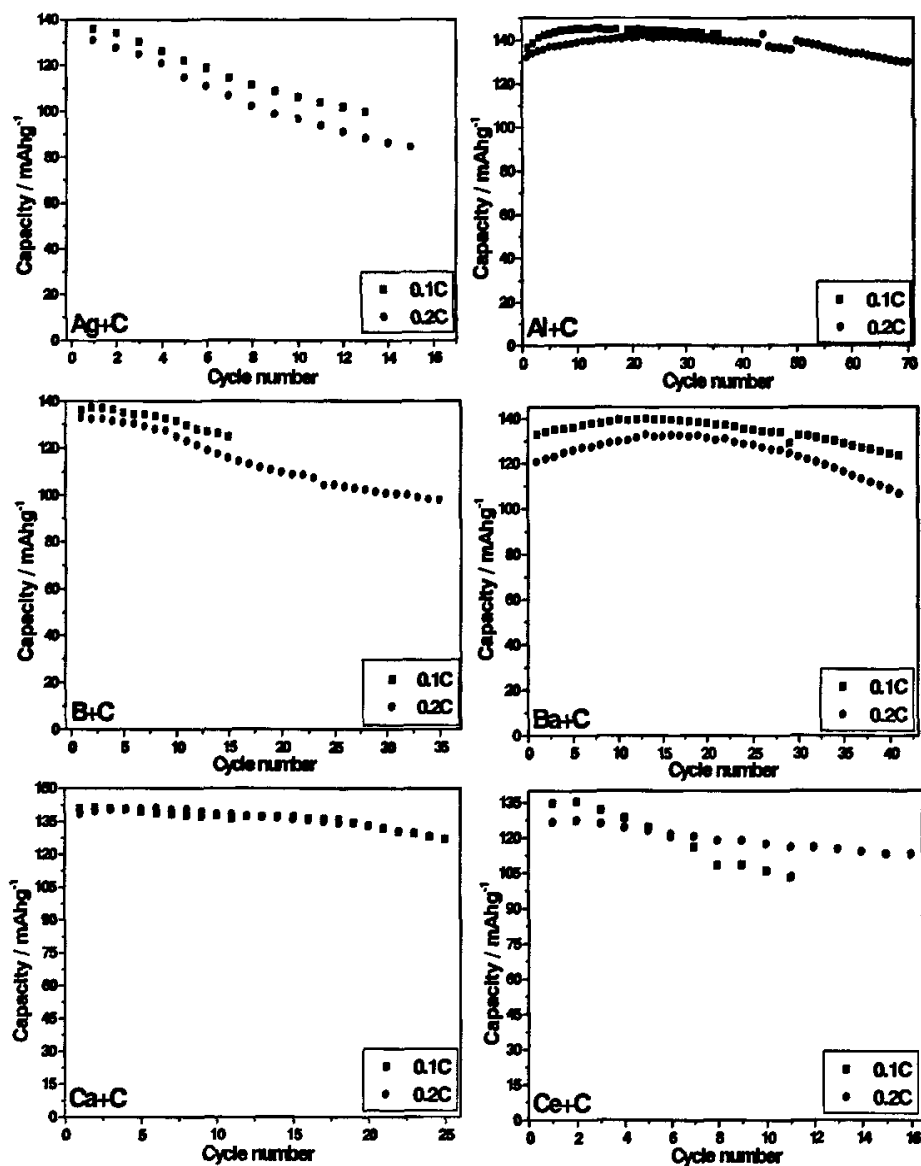 140
120
100
80
60
40
20
0
Capacity / mAhg⁻¹
0 2 4 6 8 10 12 14 16
Cycle number
0.1C
0.2C
Ag+C
140
120
100
80
60
40
20
0
Capacity / mAhg⁻¹
0 10 20 30 40 50 60 70
Cycle number
0.1C
0.2C
Al+C
140
120
100
80
60
40
20
0
Capacity / mAhg⁻¹
0 5 10 15 20 25 30 35
Cycle number
0.1C
0.2C
B+C
140
120
100
80
60
40
20
0
Capacity / mAhg⁻¹
0 5 10 15 20 25 30 35 40
Cycle number
0.1C
0.2C
Ba+C
150
135
120
105
90
75
60
45
30
15
0
Capacity / mAhg⁻¹
0 5 10 15 20 25
Cycle number
0.1C
0.2C
Ca+C
135
120
105
90
75
60
45
30
15
0
Capacity / mAhg⁻¹
0 2 4 6 8 10 12 14 16
Cycle number
0.1C
0.2C
Ce+C